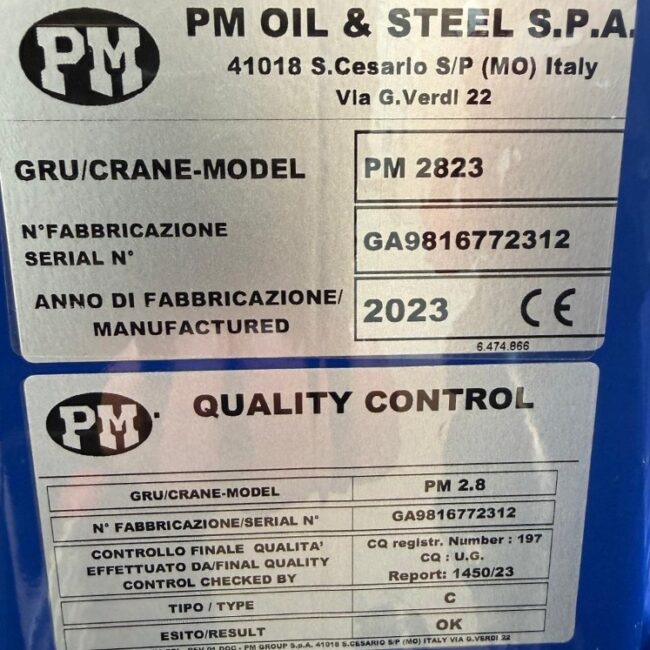 PM
PM OIL & STEEL S.P.A.
41018 S.Cesario S/P (MO) Italy
Via G.Verdi 22
GRU/CRANE-MODEL PM 2823
N°FABBRICAZIONE
SERIAL N° GA9816772312
ANNO DI FABBRICAZIONE/
MANUFACTURED 2023 CE
6.474.866
PM. QUALITY CONTROL
GRU/CRANE-MODEL PM 2.8
N° FABBRICAZIONE/SERIAL N° GA9816772312
CONTROLLO FINALE QUALITA'
EFFETTUATO DA/FINAL QUALITY
CONTROL CHECKED BY
CQ registr. Number : 197
CQ : U.G.
Report: 1450/23
TIPO / TYPE C
ESITO/RESULT OK
REV.01.DOC - PM GROUP S.p.A. 41018 S.CESARIO S/P (MO) ITALY VIA G.VERDI 22